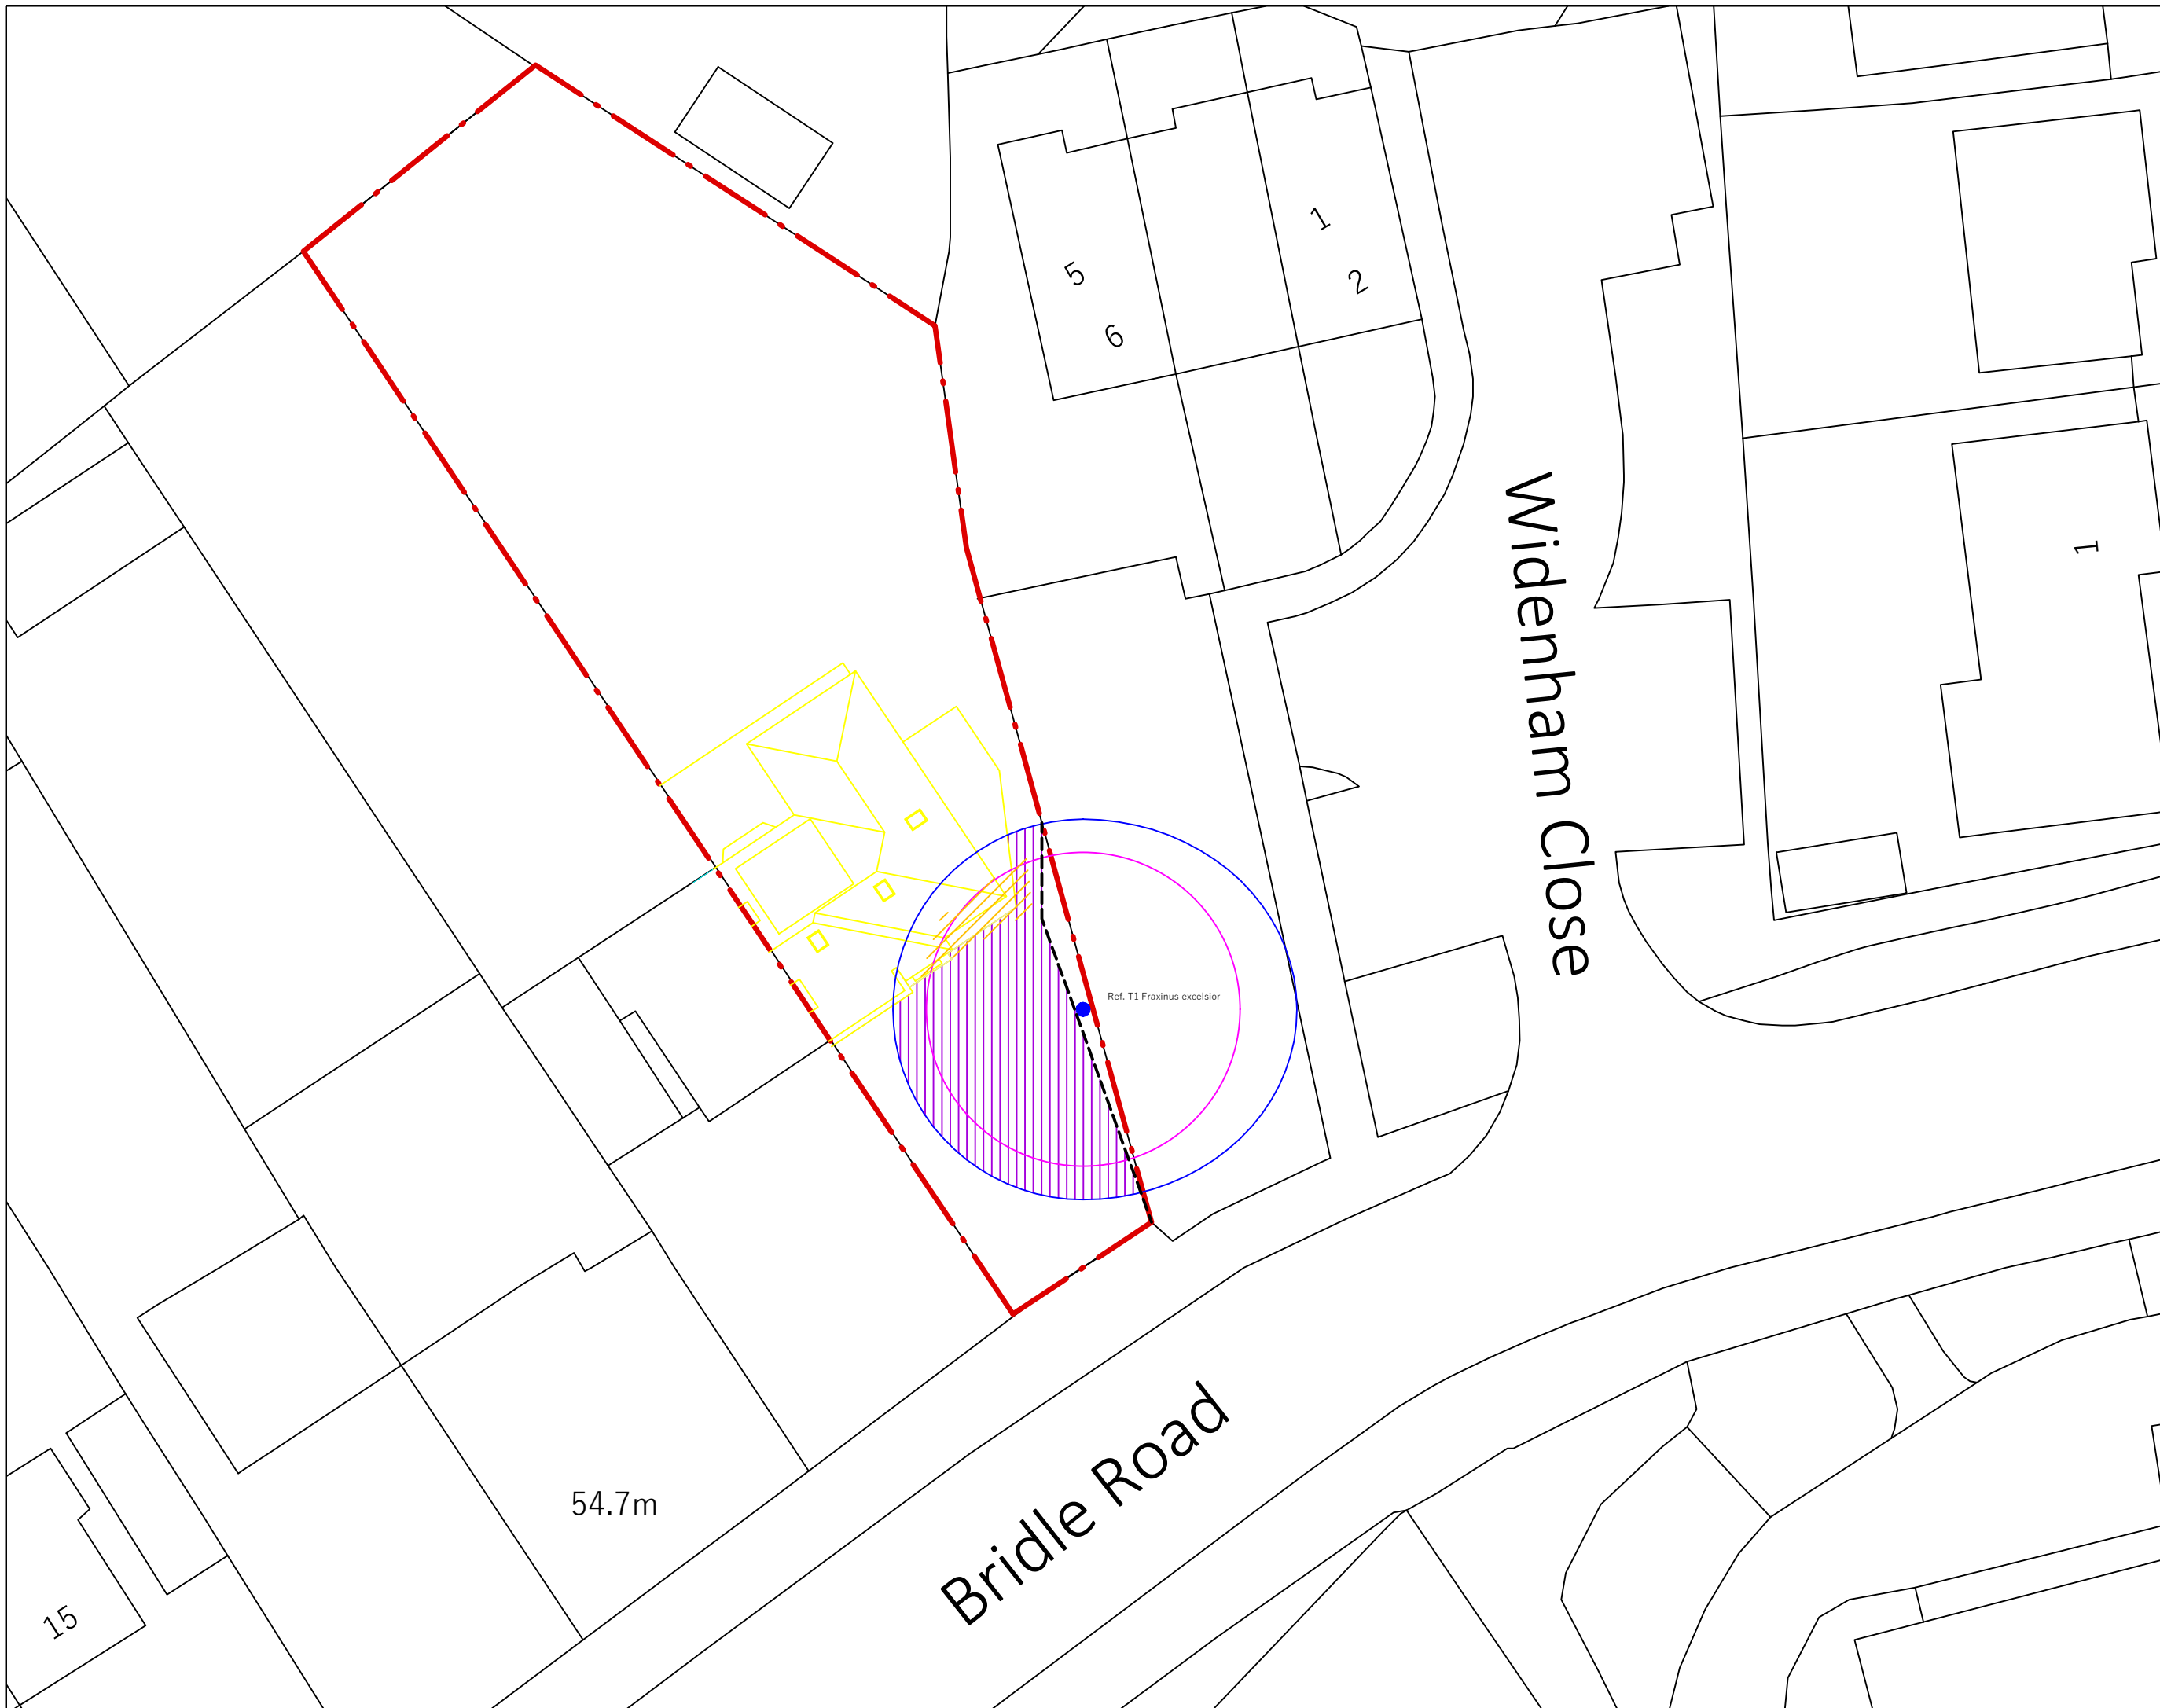 1
2
5
6
Widenham Close
1
Ref. T1 Fraxinus excelsior
Bridle Road
54.7m
15